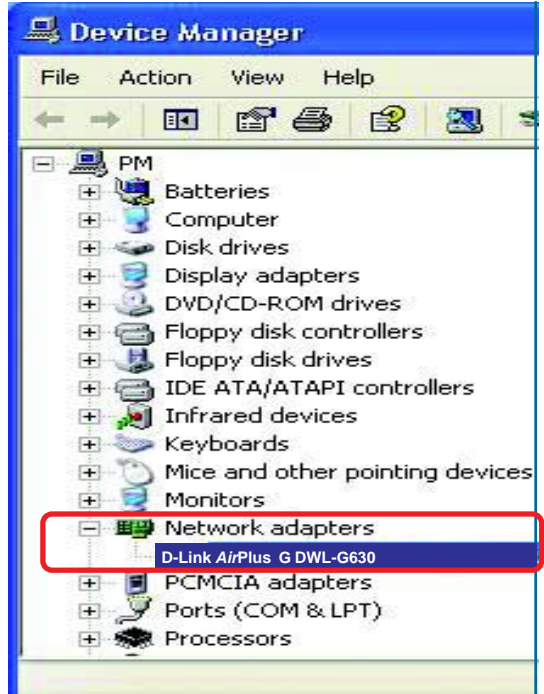 Device Manager
File Action View Help
PM
Batteries
Computer
Disk drives
Display adapters
DVD/CD-ROM drives
Floppy disk controllers
Floppy disk drives
IDE ATA/ATAPI controllers
Infrared devices
Keyboards
Mice and other pointing devices
Monitors
Network adapters
D-Link AirPlus G DWL-G630
PCMCIA adapters
Ports (COM & LPT)
Processors